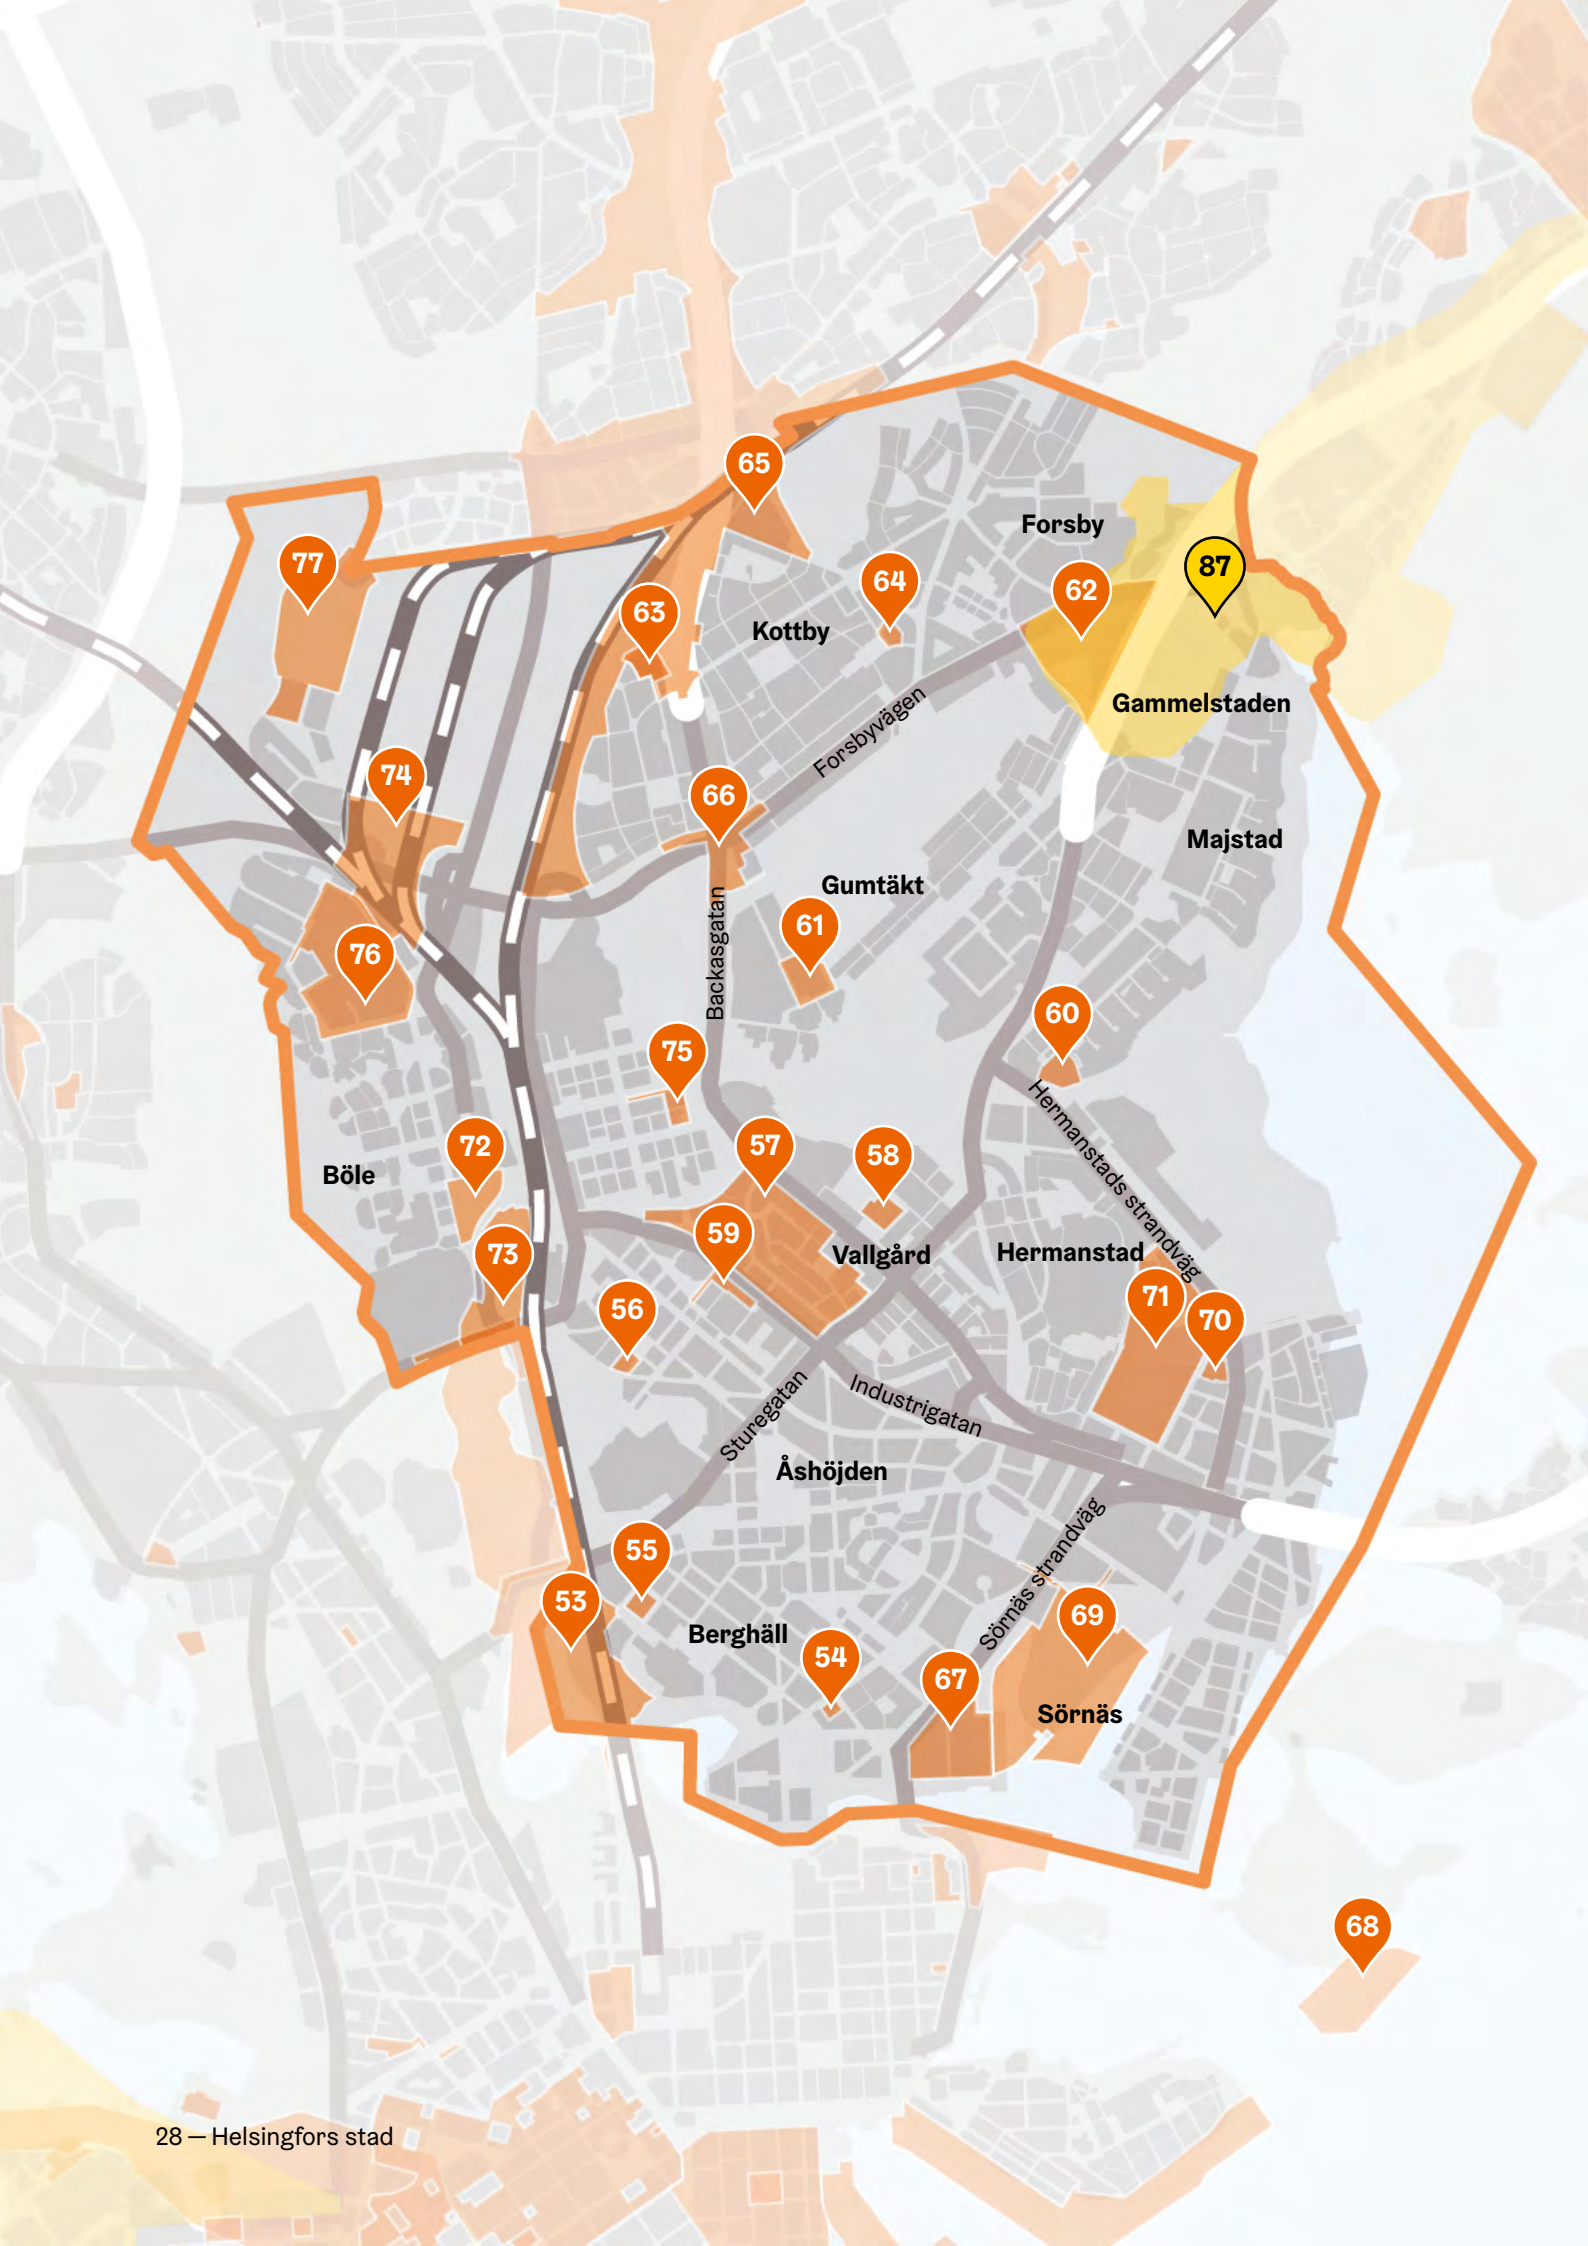 65
Forsby
77
87
64
62
63
Kottby
Gammelstaden
Forsbyvägen
74
66
Majstad
Gumtäkt
Backasgatan
61
76
60
75
Hermanstads strandväg
72
57
58
Böle
59
Vallgård
Hermanstad
73
71
56
70
Sturegatan
Industrigatan
Åshöjden
Sörnäs strandväg
55
53
69
Berghäll
54
67
Sörnäs
68
28 — Helsingfors stad